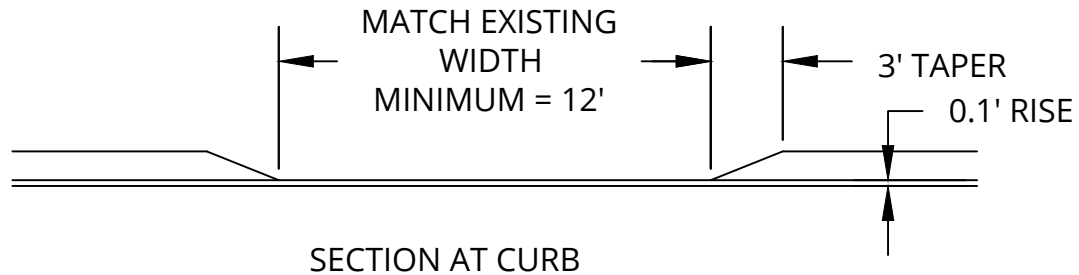 MATCH EXISTING
WIDTH
MINIMUM = 12'
3' TAPER
0.1' RISE
SECTION AT CURB